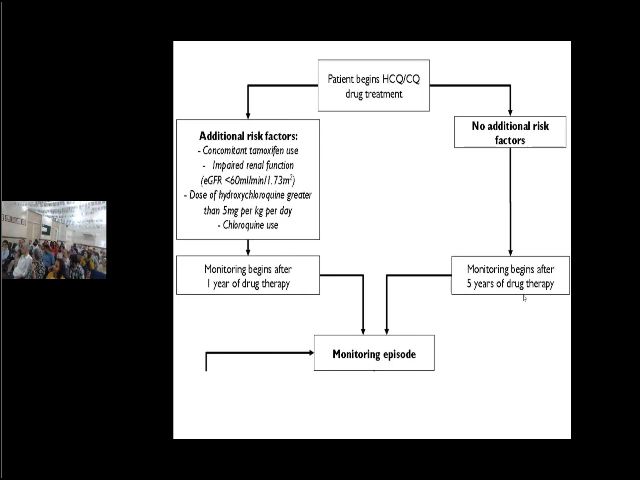 Patient begins HCQ/CQ
drug treatment
Additional risk factors:
- Concomitant tamoxifen use
- Impaired renal function
(eGFR <60ml/min/1.73m²)
- Dose of hydroxychloroquine greater
than 5mg per kg per day
- Chloroquine use
No additional risk
factors
Monitoring begins after
1 year of drug therapy
Monitoring begins after
5 years of drug therapy
Monitoring episode